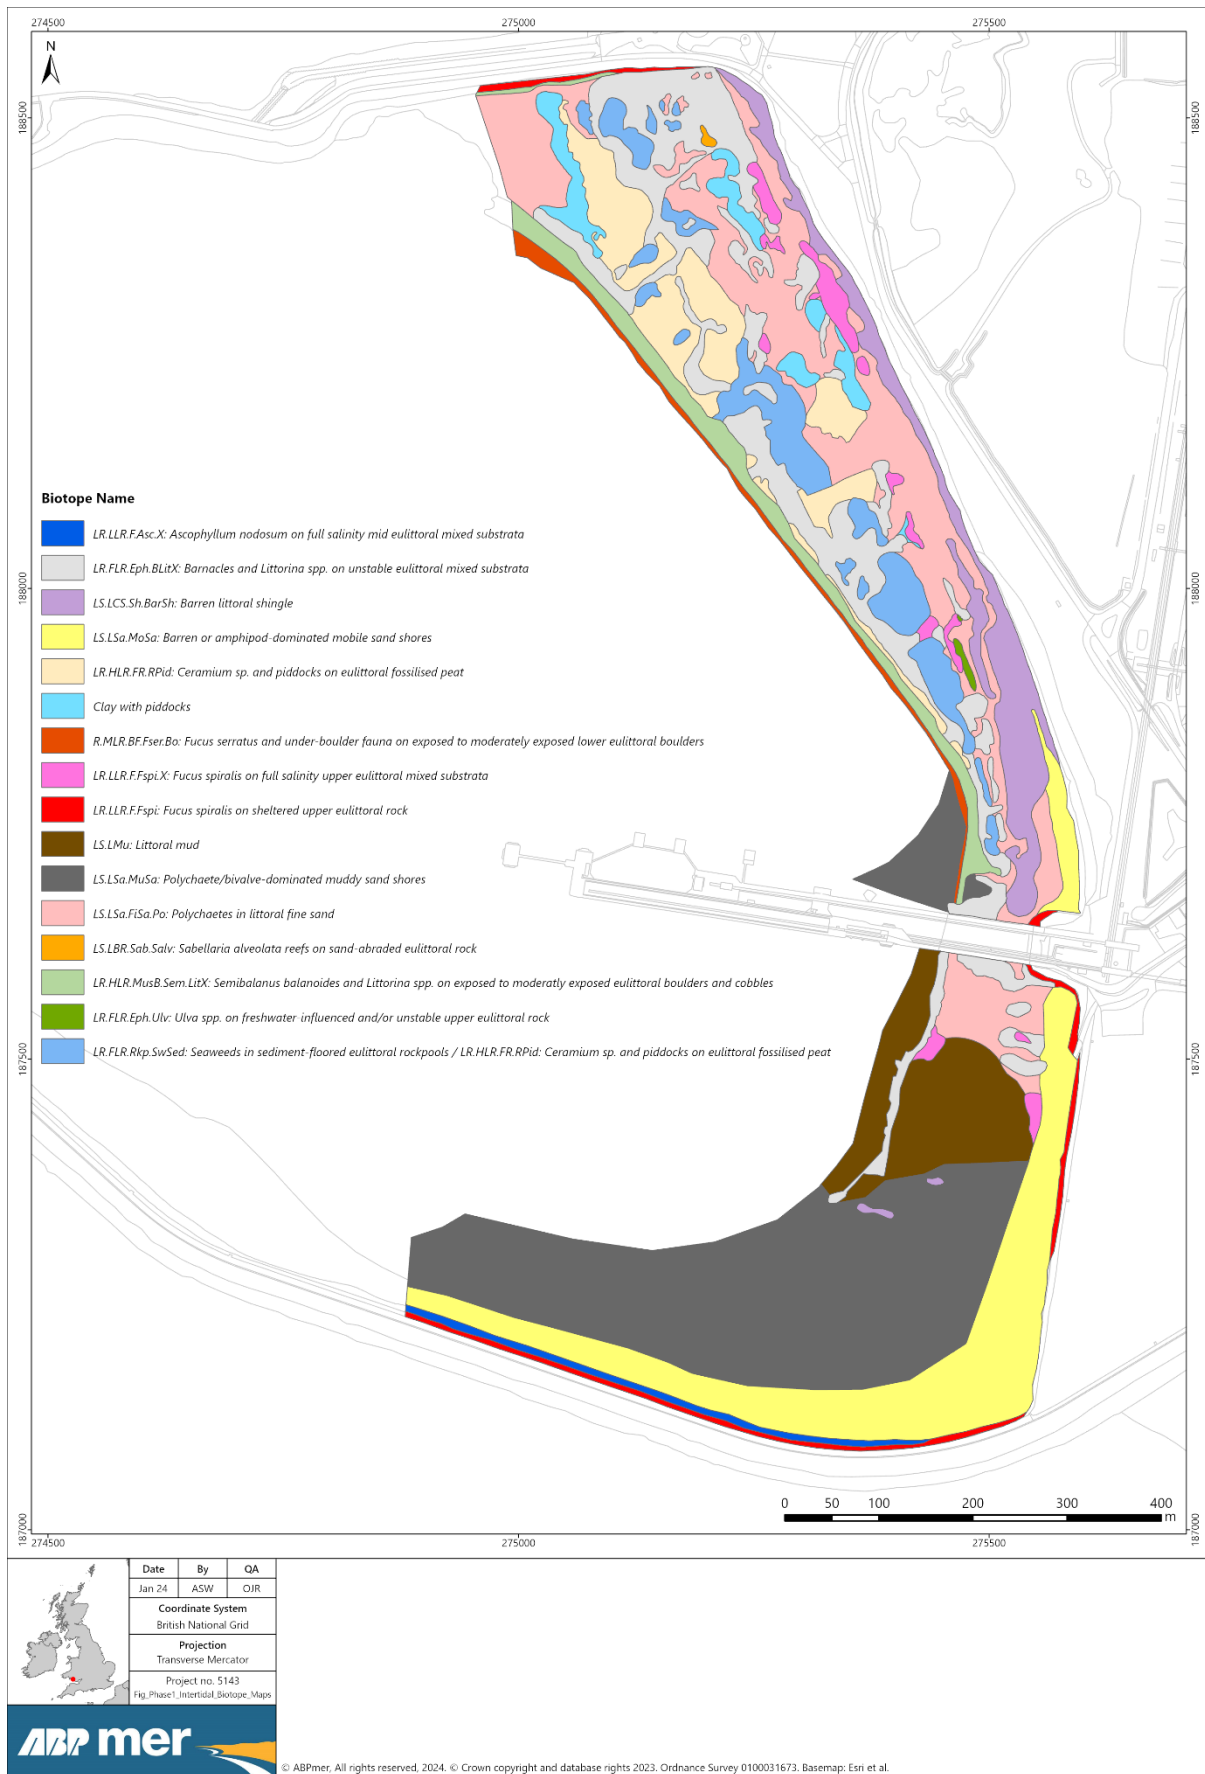 274500
275000
275500
N
188500
188500
Biotope Name
LR.LLR.F.Asc.X: Ascophyllum nodosum on full salinity mid eulittoral mixed substrata
LR.FLR.Eph.BLitX: Barnacles and Littorina spp. on unstable eulittoral mixed substrata
188000
188000
LS.LCS.Sh.BarSh: Barren littoral shingle
LS.LSa.MoSa: Barren or amphipod-dominated mobile sand shores
LR.HLR.FR.RPid: Ceramium sp. and piddocks on eulittoral fossilised peat
Clay with piddocks
R.MLR.BF.Fser.Bo: Fucus serratus and under-boulder fauna on exposed to moderately exposed lower eulittoral boulders
LR.LLR.F.Fspi.X: Fucus spiralis on full salinity upper eulittoral mixed substrata
LR.LLR.F.Fspi: Fucus spiralis on sheltered upper eulittoral rock
LS.LMu: Littoral mud
LS.LSa.MuSa: Polychaete/bivalve-dominated muddy sand shores
LS.LSa.FiSa.Po: Polychaetes in littoral fine sand
LS.LBR.Sab.Salv: Sabellaria alveolata reefs on sand-abraded eulittoral rock
LR.HLR.MusB.Sem.LitX: Semibalanus balanoides and Littorina spp. on exposed to moderatly exposed eulittoral boulders and cobbles
LR.FLR.Eph.Ulv: Ulva spp. on freshwater-influenced and/or unstable upper eulittoral rock
LR.FLR.Rkp.SwSed: Seaweeds in sediment-floored eulittoral rockpools / LR.HLR.FR.RPid: Ceramium sp. and piddocks on eulittoral fossilised peat
187500
187500
0 50 100 200 300 400
m
187000
187000
274500
275000
275500
Date By QA
Jan 24 ASW OJR
Coordinate System
British National Grid
Projection
Transverse Mercator
Project no. 5143
Fig_Phase1_Intertidal_Biotope_Maps
ABP mer
© ABPmer, All rights reserved, 2024. © Crown copyright and database rights 2023. Ordnance Survey 0100031673. Basemap: Esri et al.